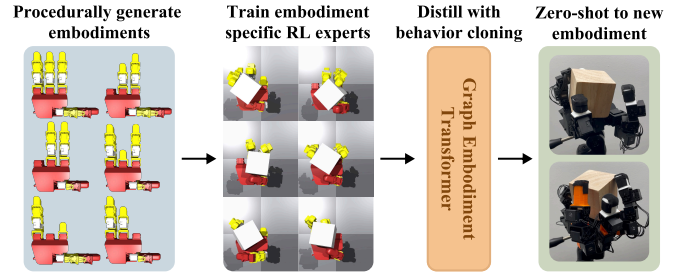 Procedurally generate
embodiments
Train embodiment
specific RL experts
Distill with
behavior cloning
Zero-shot to new
embodiment
Graph Embodiment
Transformer